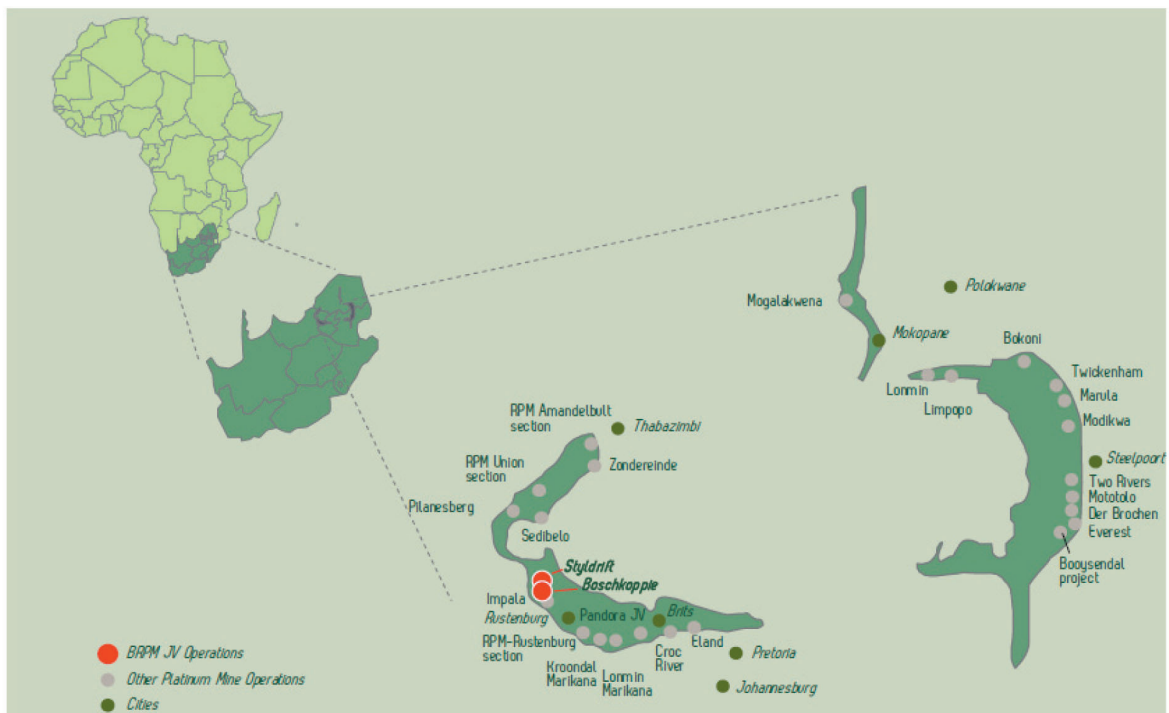 Mogalakwena
Polokwane
Mokopane
Bokoni
Lonmin
Limpopo
Twickenham
Marula
Modikwa
Steelpoort
Two Rivers
Mototolo
Der Brochen
Everest
Booysendal
project
RPM Amandelbult
section
Thabazimbi
RPM Union
section
Zondereinde
Pilanesberg
Sedibelo
Styldrift
Boschkoppie
Impala
Rustenburg
Pandora JV
Brits
RPM-Rustenburg
section
Kroondal
Marikana
Lonmin
Marikana
Croc
River
Eland
Pretoria
Johannesburg
BRPM JV Operations
Other Platinum Mine Operations
Cities